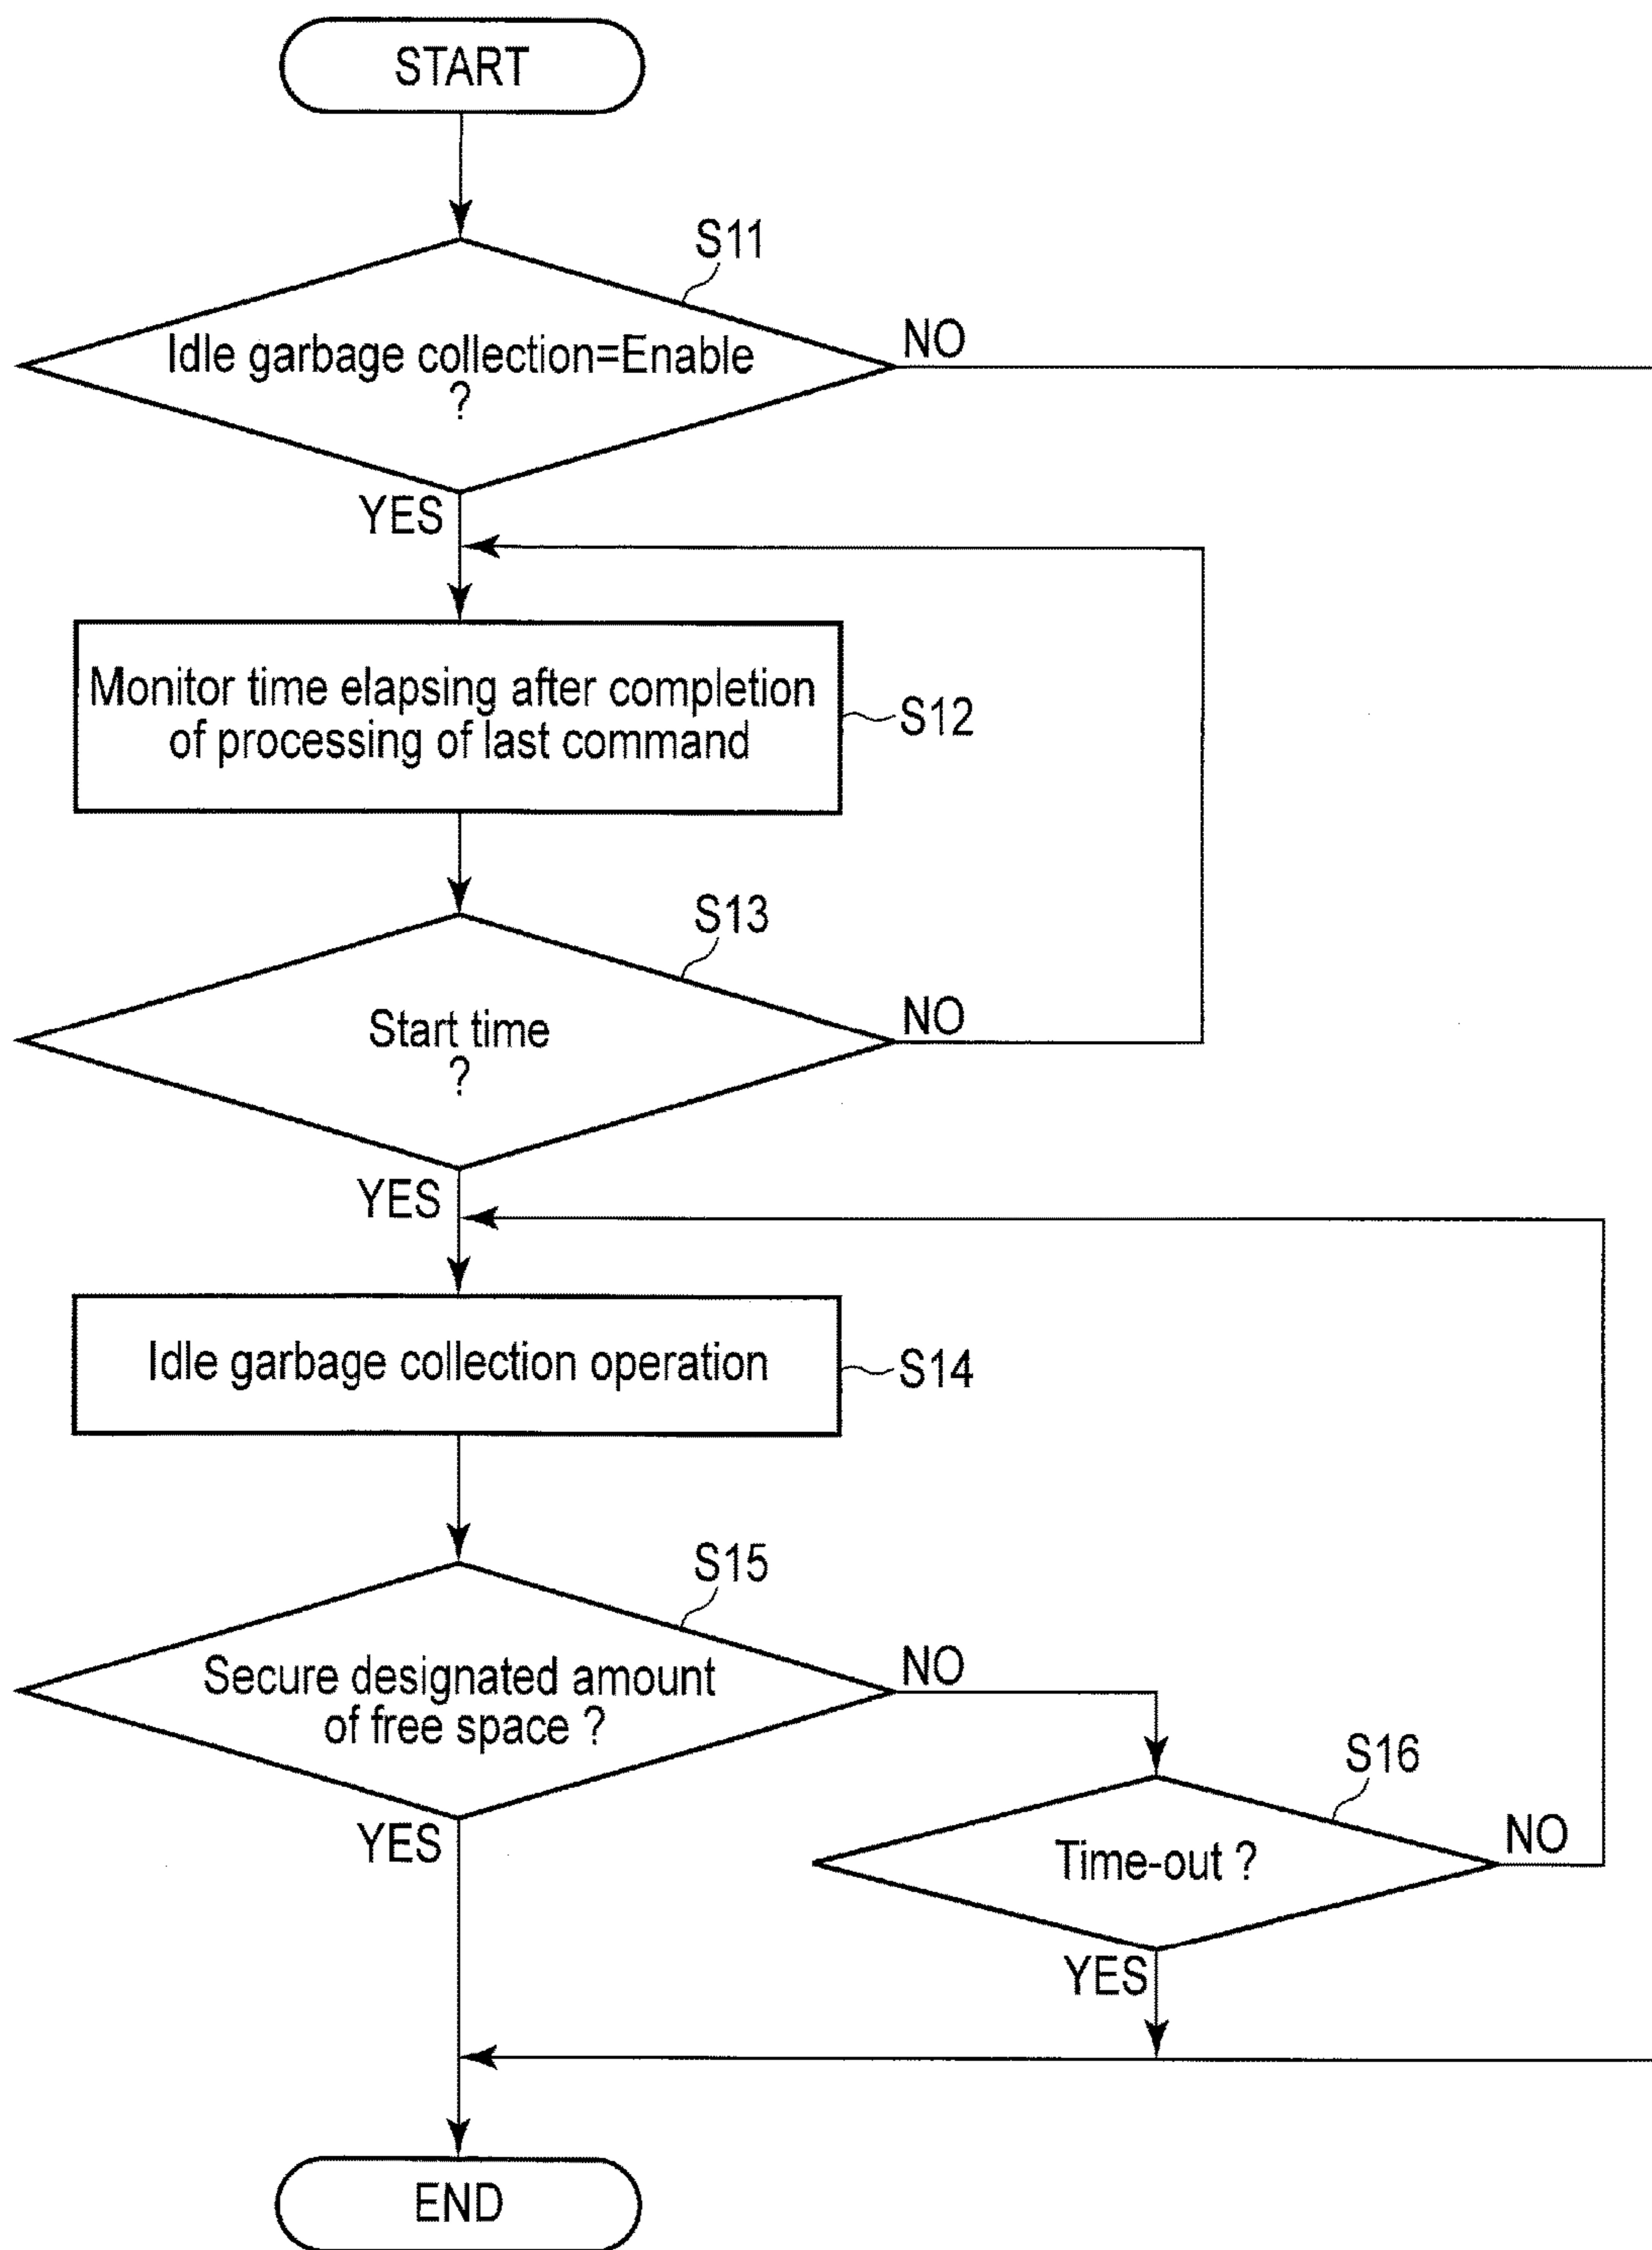 START
S11
Idle garbage collection=Enable
?
NO
YES
Monitor time elapsing after completion
of processing of last command
S12
S13
Start time
?
NO
YES
Idle garbage collection operation
S14
S15
Secure designated amount
of free space ?
NO
YES
S16
Time-out ?
NO
YES
END